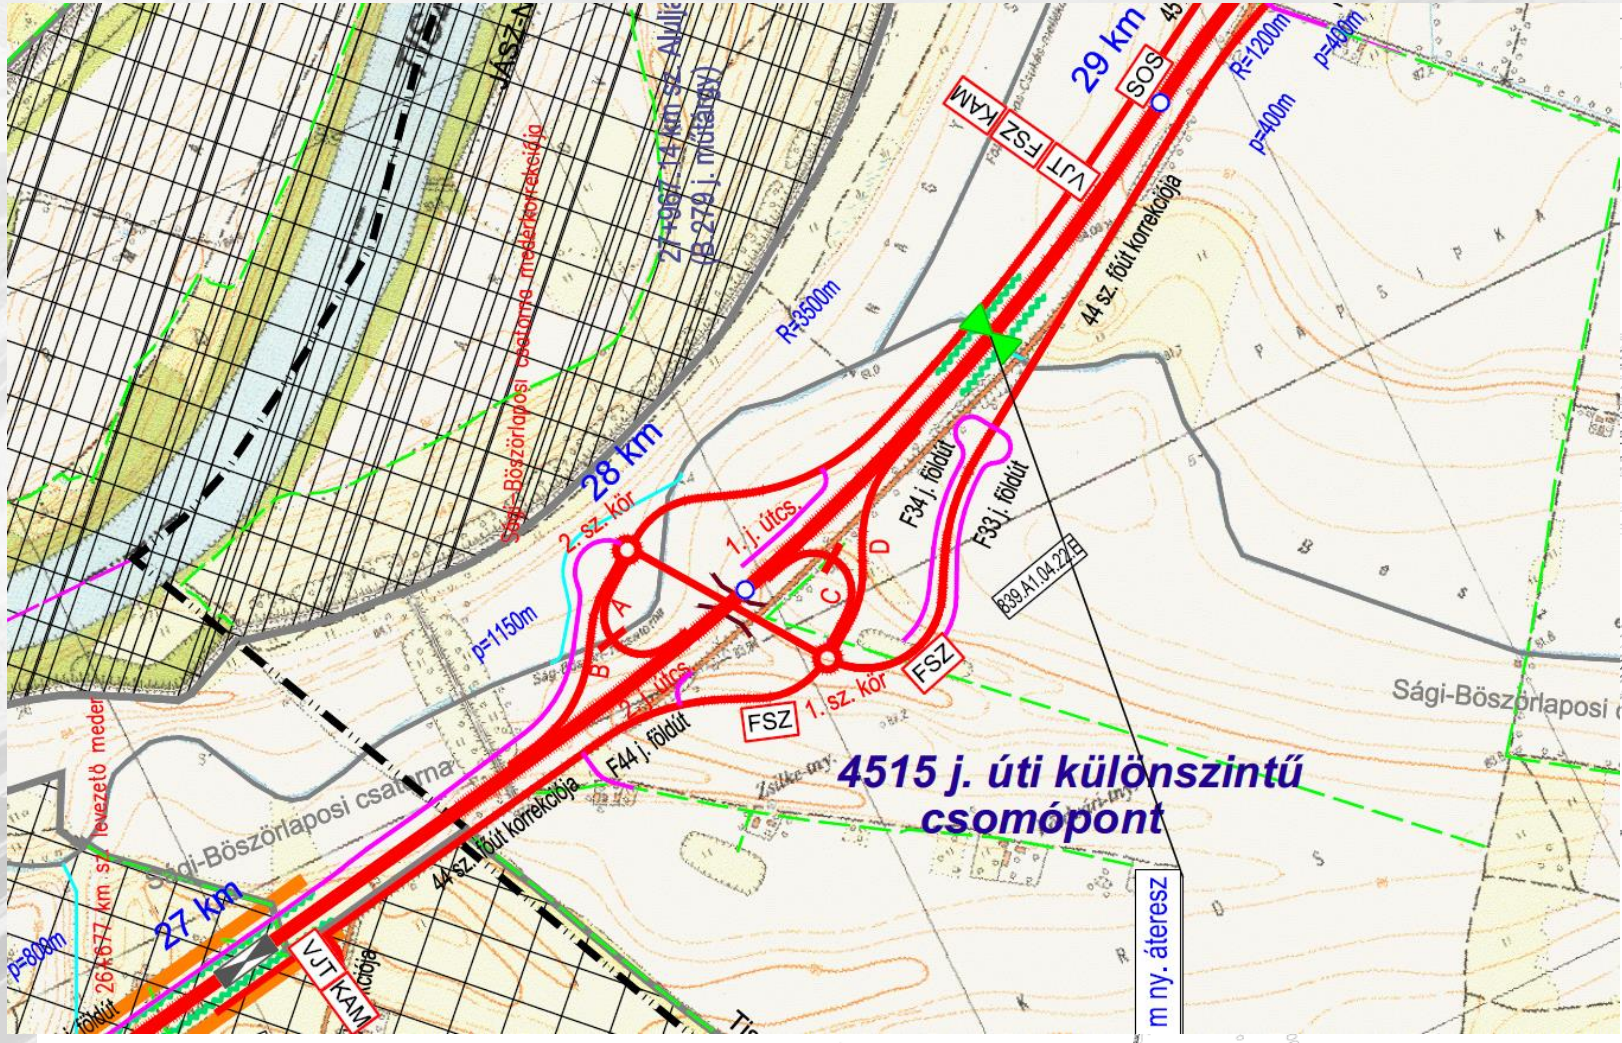 29 km
SOS
R=1200m
p=400m
p=400m
FSZ KAM
VJT
44 sz. főút korrekciója
27+967.14 km sz. Alulj
(B.279 j. műtárgy)
Sági-Böszörlaposi csatorna mederkorrekciója
R=3500m
28 km
2. sz. kör
1. j. útcs.
F34 j. földút
F33 j. földút
D
C
A
B
839.A1.04.22.E
p=1150m
2. j. útcs.
FSZ
FSZ
1. sz. kör
F44 j. földút
4515 j. úti különszintű
csomópont
Sági-Böszörlaposi
Sági-Böszörlaposi csatorna
44 sz. főút korrekciója
27 km
26+677 km sz. levezető meder
p=800m
VJT KAM
földút
m ny. áteresz
Tis